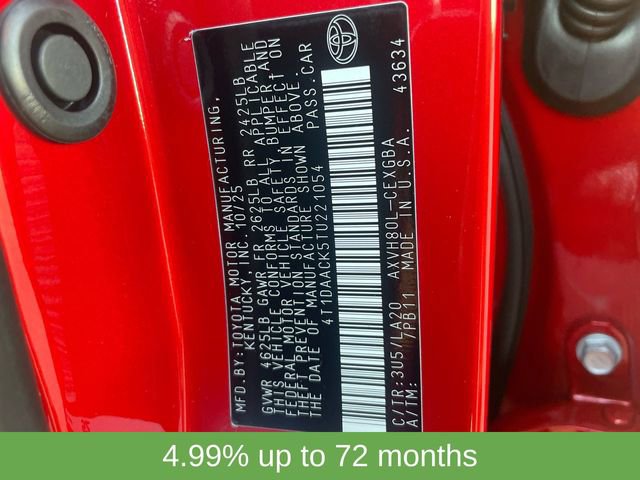 MFD.BY:TOYOTA MOTOR MANUFACTURING,
KENTUCKY, INC. 10/25
GVWR 4625LB GAWR FR 2625LB RR 2425LB
THIS VEHICLE CONFORMS TO ALL APPLICABLE
FEDERAL MOTOR VEHICLE SAFETY, BUMPER AND
THEFT PREVENTION STANDARDS IN EFFECT ON
THE DATE OF MANUFACTURE SHOWN ABOVE.
4T1DAACK5TU221054 PASS.CAR
C/TR:3U5/LA20 AXVH80L-CEXGBA
A/TM: /PB11 MADE IN U.S.A. 43634
4.99% up to 72 months